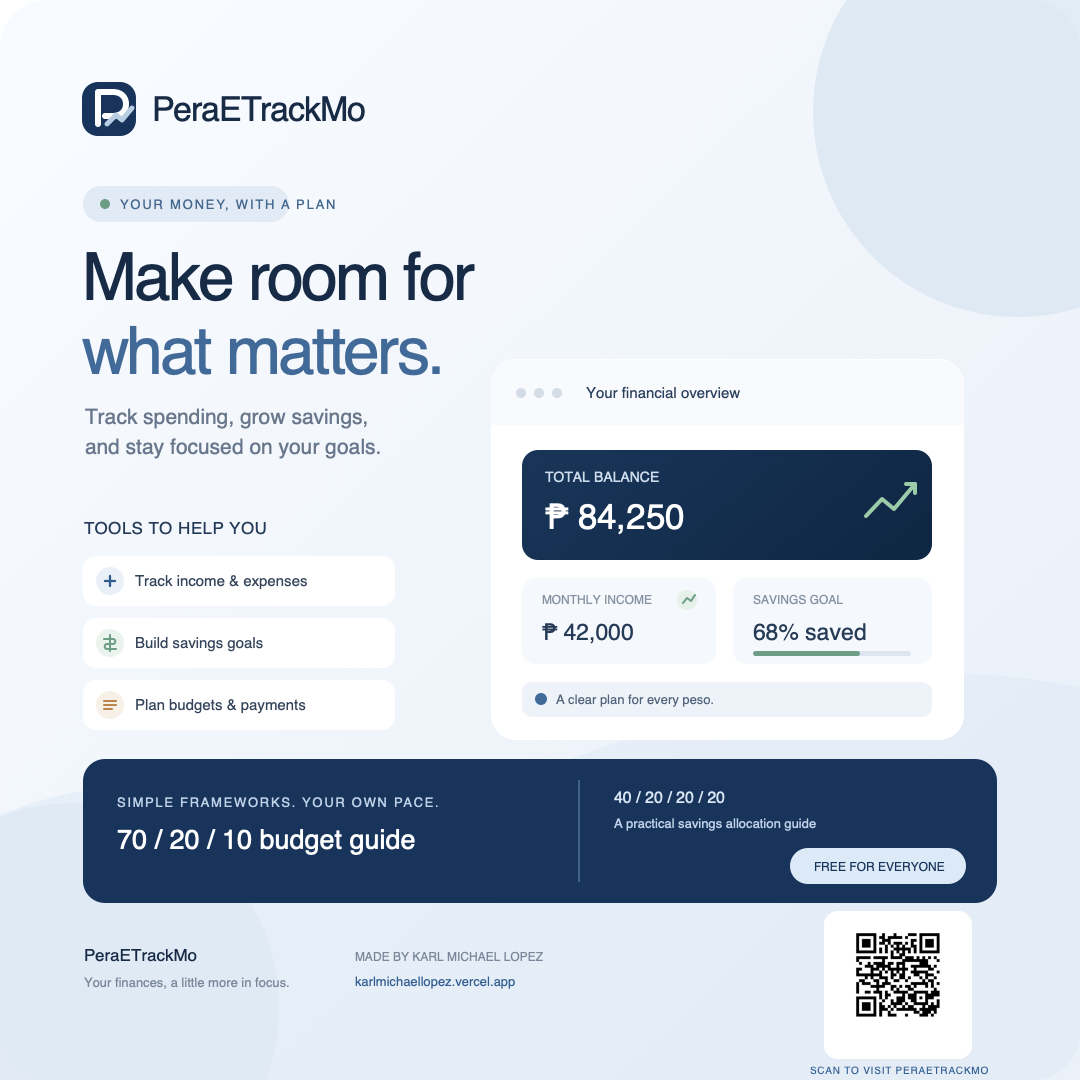 PeraETrackMo
YOUR MONEY, WITH A PLAN
Make room for
what matters.
Track spending, grow savings,
and stay focused on your goals.
TOOLS TO HELP YOU
Track income & expenses
Build savings goals
Plan budgets & payments
Your financial overview
TOTAL BALANCE
₱ 84,250
MONTHLY INCOME
₱ 42,000
SAVINGS GOAL
68% saved
A clear plan for every peso.
SIMPLE FRAMEWORKS. YOUR OWN PACE.
70 / 20 / 10 budget guide
40 / 20 / 20 / 20
A practical savings allocation guide
FREE FOR EVERYONE
PeraETrackMo
Your finances, a little more in focus.
MADE BY KARL MICHAEL LOPEZ
karlmichaellopez.vercel.app
SCAN TO VISIT PERAETRACKMO